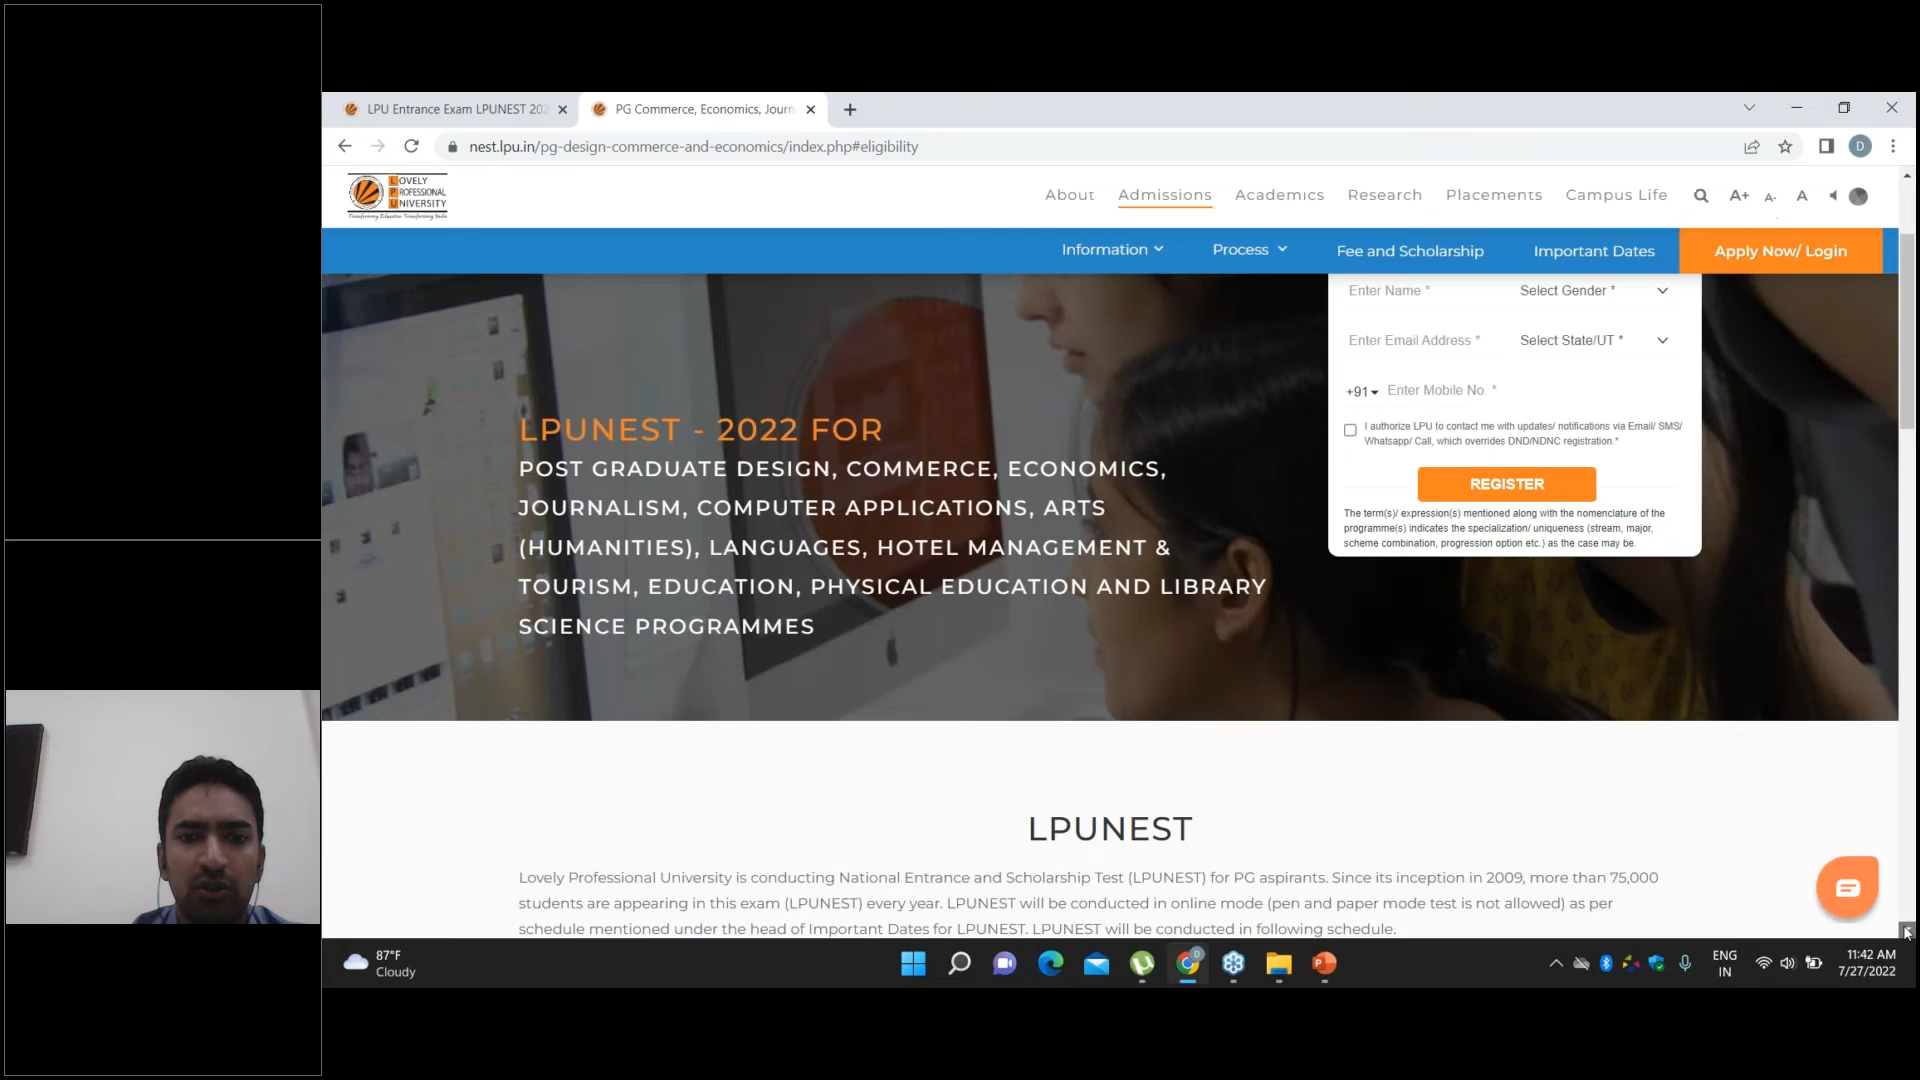 LPU Entrance Exam LPUNEST 202
PG Commerce, Economics, Journ
nest.lpu.in/pg-design-commerce-and-economics/index.php#eligibility
D
LOVELY
PROFESSIONAL
UNIVERSITY
Transforming Education Transforming India
About
Admissions
Academics
Research
Placements
Campus Life
A+
A-
A
Information
Process
Fee and Scholarship
Important Dates
Apply Now/ Login
Enter Name *
Select Gender *
Enter Email Address *
Select State/UT *
+91
Enter Mobile No. *
I authorize LPU to contact me with updates/ notifications via Email/ SMS/
Whatsapp/ Call, which overrides DND/NDNC registration.*
REGISTER
The term(s)/ expression(s) mentioned along with the nomenclature of the
programme(s) indicates the specialization/ uniqueness (stream, major,
scheme combination, progression option etc.) as the case may be.
LPUNEST - 2022 FOR
POST GRADUATE DESIGN, COMMERCE, ECONOMICS,
JOURNALISM, COMPUTER APPLICATIONS, ARTS
(HUMANITIES), LANGUAGES, HOTEL MANAGEMENT &
TOURISM, EDUCATION, PHYSICAL EDUCATION AND LIBRARY
SCIENCE PROGRAMMES
LPUNEST
Lovely Professional University is conducting National Entrance and Scholarship Test (LPUNEST) for PG aspirants. Since its inception in 2009, more than 75,000
students are appearing in this exam (LPUNEST) every year. LPUNEST will be conducted in online mode (pen and paper mode test is not allowed) as per
schedule mentioned under the head of Important Dates for LPUNEST. LPUNEST will be conducted in following schedule.
87°F
Cloudy
ENG
IN
11:42 AM
7/27/2022